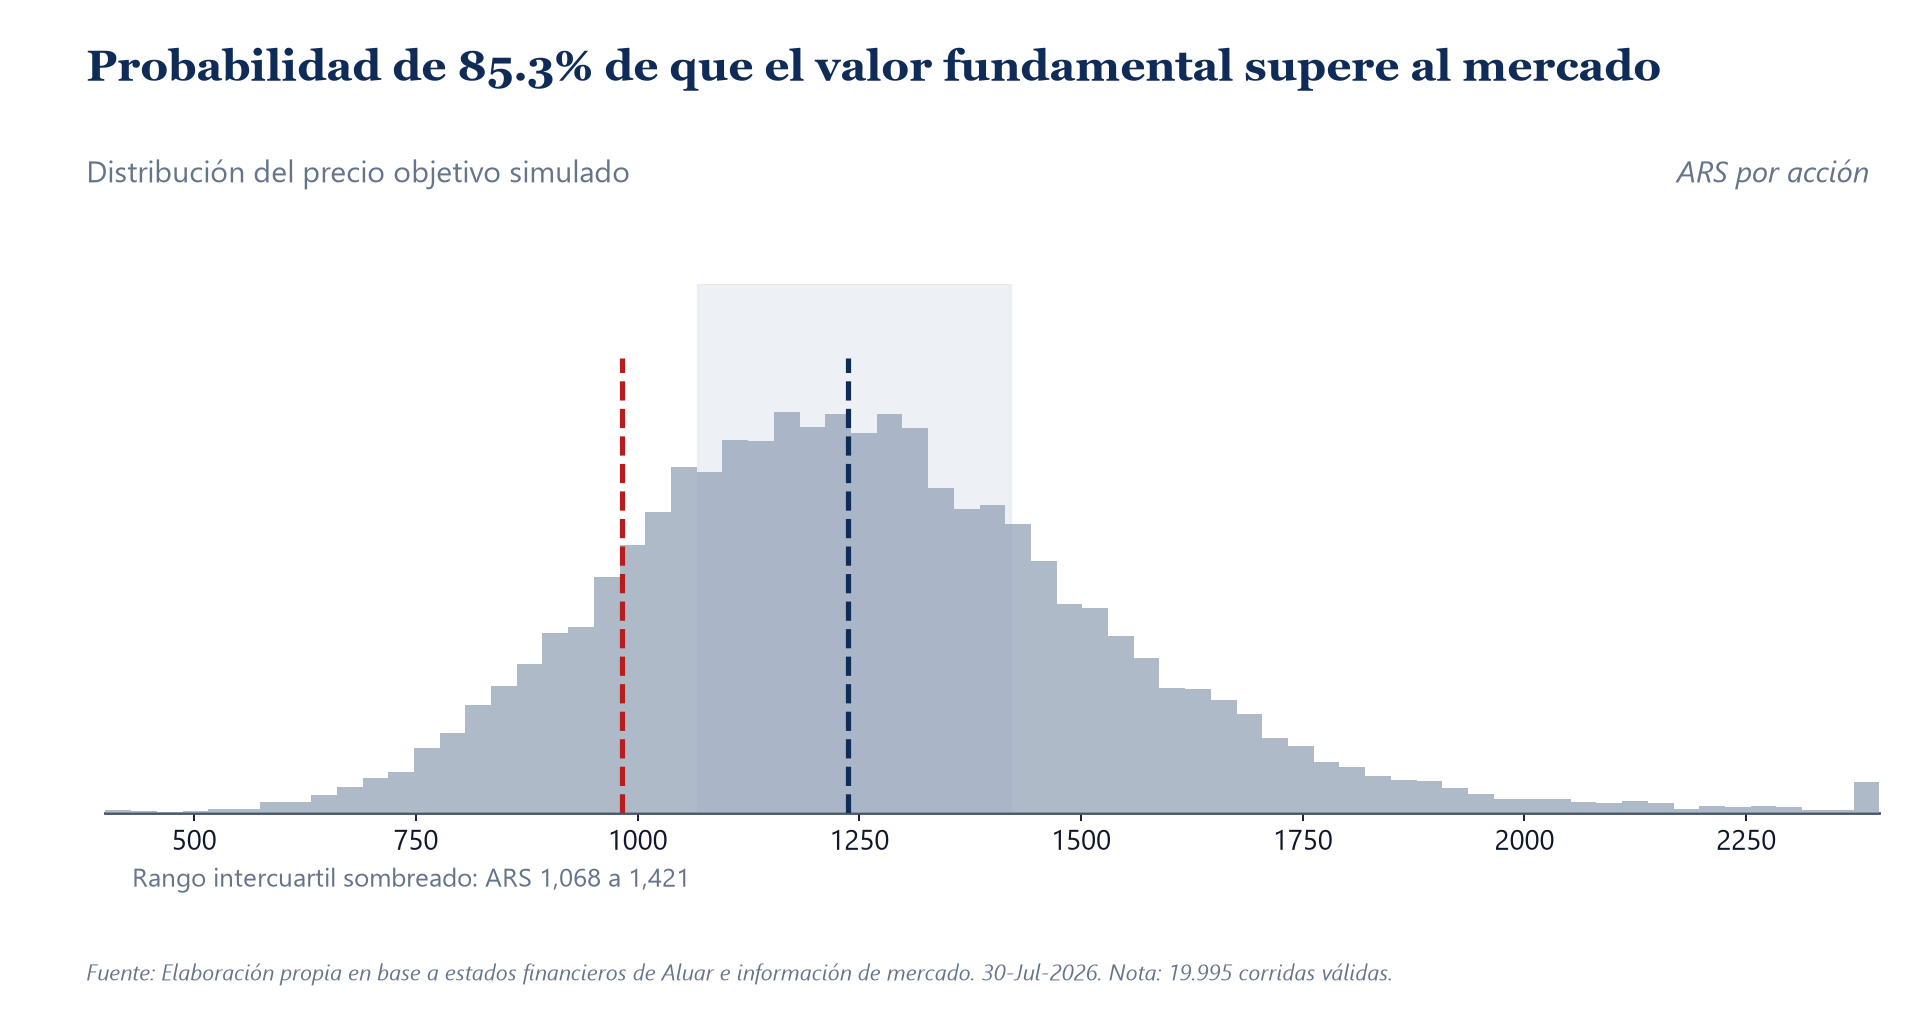 Probabilidad de 85.3% de que el valor fundamental supere al mercado
Distribución del precio objetivo simulado
ARS por acción
500 750 1000 1250 1500 1750 2000 2250
Rango intercuartil sombreado: ARS 1,068 a 1,421
Fuente: Elaboración propia en base a estados financieros de Aluar e información de mercado. 30-Jul-2026. Nota: 19.995 corridas válidas.